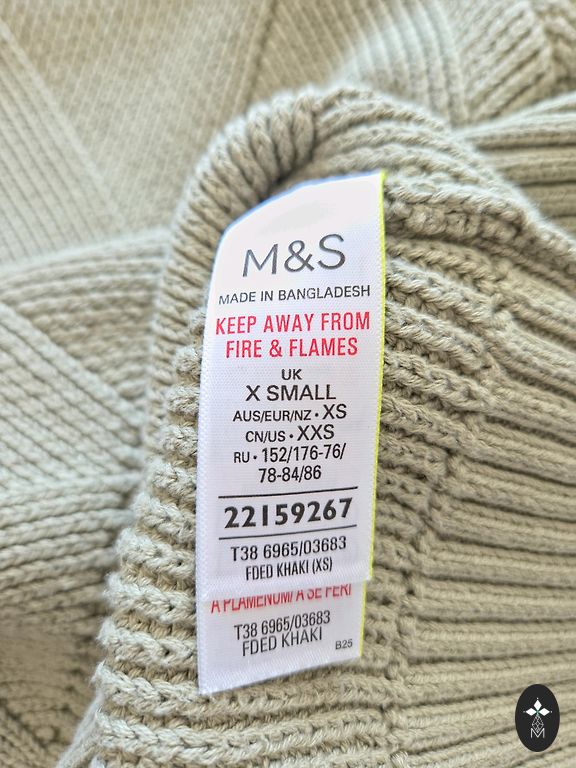 M&S
MADE IN BANGLADESH
KEEP AWAY FROM
FIRE & FLAMES
UK
X SMALL
AUS/EUR/NZ • XS
CN/US • XXS
RU • 152/176-76/
78-84/86
22159267
T38 6965/03683
FDED KHAKI (XS)
A PLAMENUM/ A SE FERI
T38 6965/03683
FDED KHAKI
B25
M